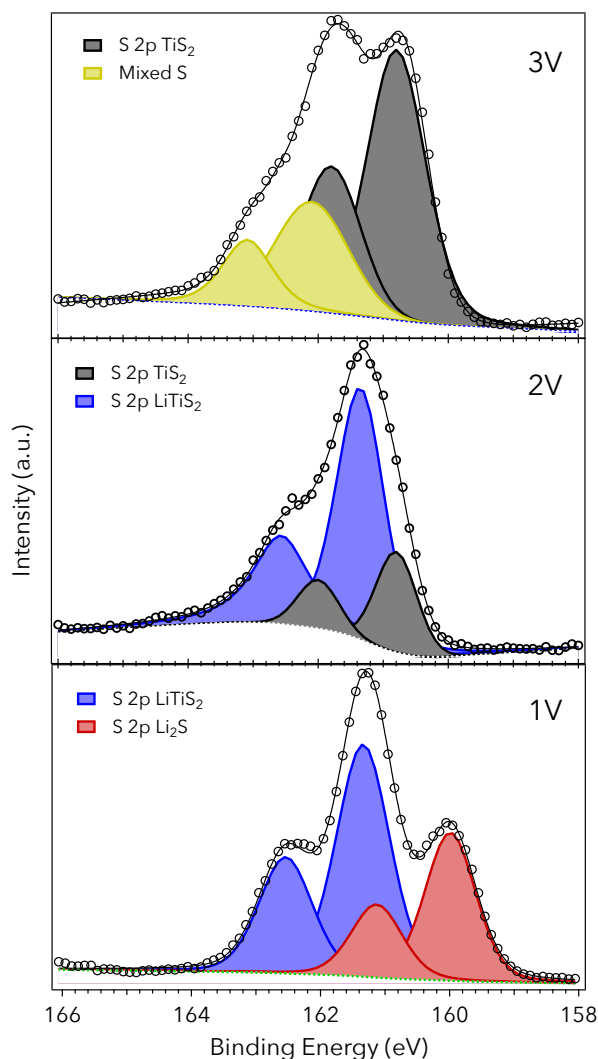 S 2p TiS₂
Mixed S
3V
S 2p TiS₂
S 2p LiTiS₂
2V
S 2p LiTiS₂
S 2p Li₂S
1V
Intensity (a.u.)
166 164 162 160 158
Binding Energy (eV)